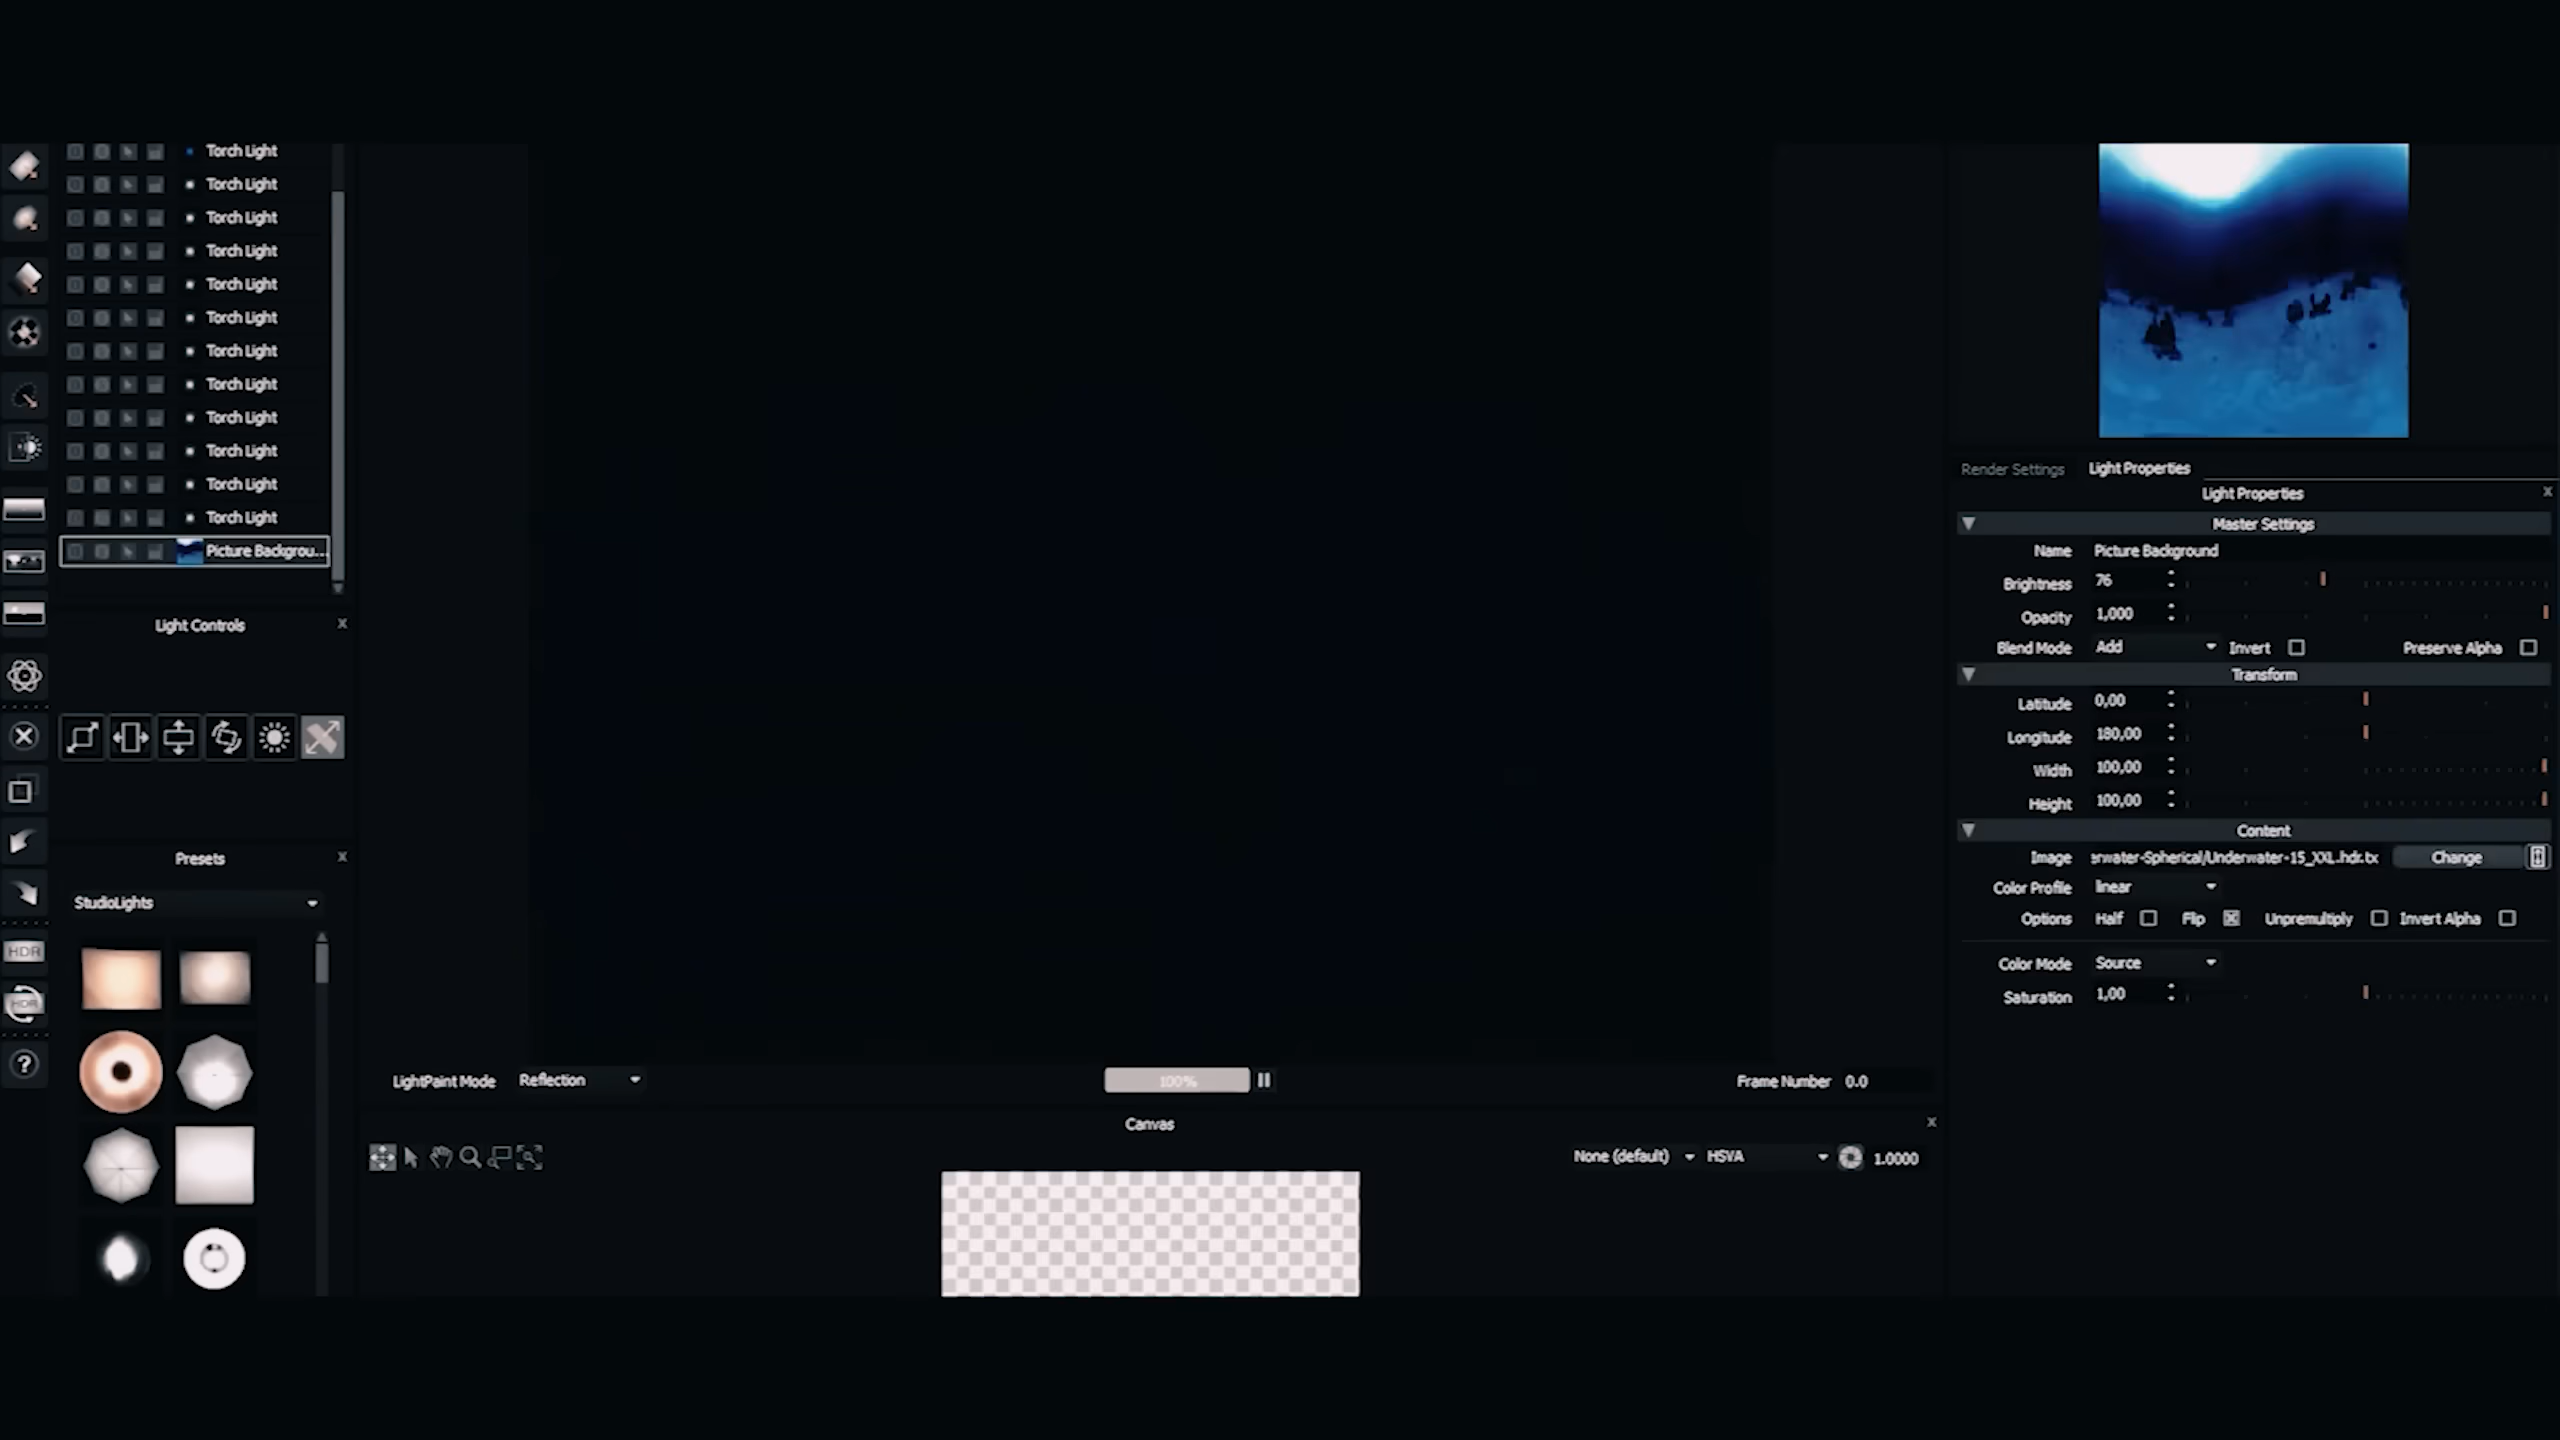 Torch Light
Torch Light
Torch Light
Torch Light
Torch Light
Torch Light
Torch Light
Torch Light
Torch Light
Torch Light
Torch Light
Torch Light
Picture Backgrou...
Light Controls
x
Presets
x
StudioLights
HDR
HDR
?
LightPaint Mode Reflection
100%
Frame Number 0.0
Canvas
x
None (default) HSVA 1.0000
Render Settings Light Properties
Light Properties
x
Master Settings
Name Picture Background
Brightness 76
Opacity 1,000
Blend Mode Add Invert Preserve Alpha
Transform
Latitude 0,00
Longitude 180,00
Width 100,00
Height 100,00
Content
Image erwater-Spherical/Underwater-15_XXL.hdr.tx Change
Color Profile linear
Options Half Flip Unpremultiply Invert Alpha
Color Mode Source
Saturation 1,00